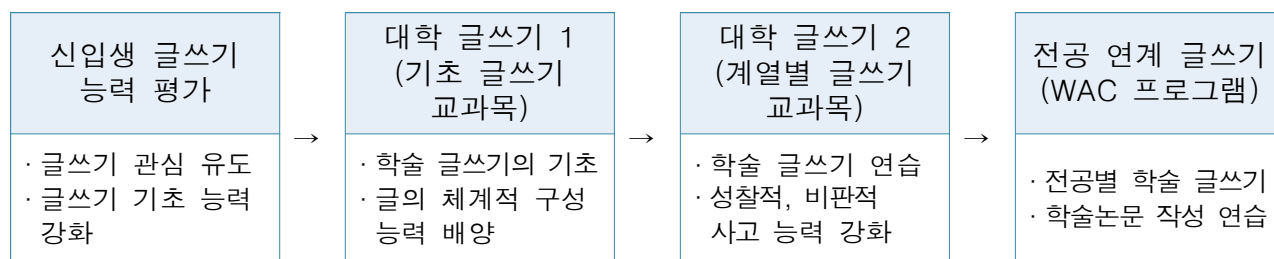 신입생 글쓰기
능력 평가
· 글쓰기 관심 유도
· 글쓰기 기초 능력
강화
→
대학 글쓰기 1
(기초 글쓰기
교과목)
· 학술 글쓰기의 기초
· 글의 체계적 구성
능력 배양
→
대학 글쓰기 2
(계열별 글쓰기
교과목)
· 학술 글쓰기 연습
· 성찰적, 비판적
사고 능력 강화
→
전공 연계 글쓰기
(WAC 프로그램)
· 전공별 학술 글쓰기
· 학술논문 작성 연습